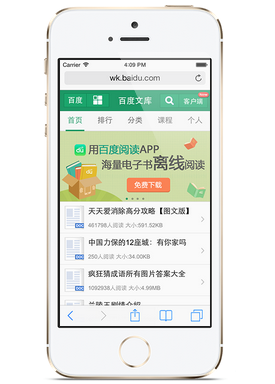 Carrier 4:09 PM
wk.baidu.com
百度 百度文库 客户端
首页 排行 分类 课程 个人
用百度阅读APP
海量电子书离线阅读
免费下载
天天爱消除高分攻略【图文版】
461798人阅读 大小:591.52KB
中国力保的12座城：有你家吗
250人阅读 大小:34.00KB
疯狂猜成语所有图片答案大全
1092938人阅读 大小:4.99MB